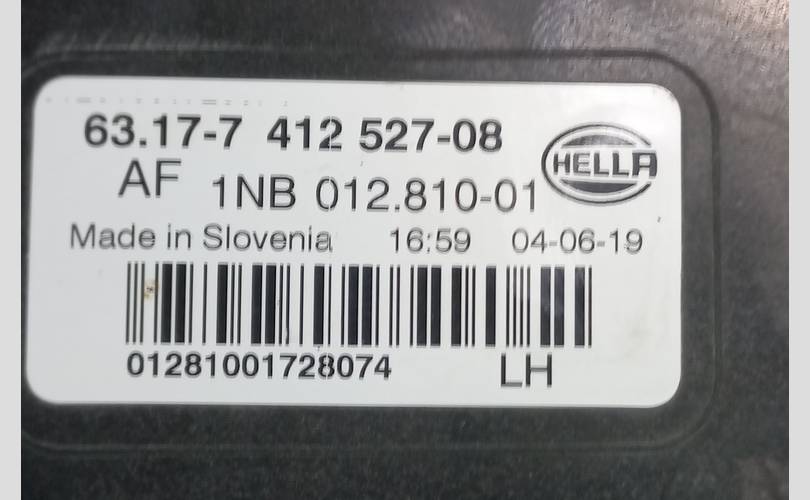 63.17-7 412 527-08
HELLA
AF 1NB 012.810-01
Made in Slovenia 16:59 04-06-19
01281001728074 LH